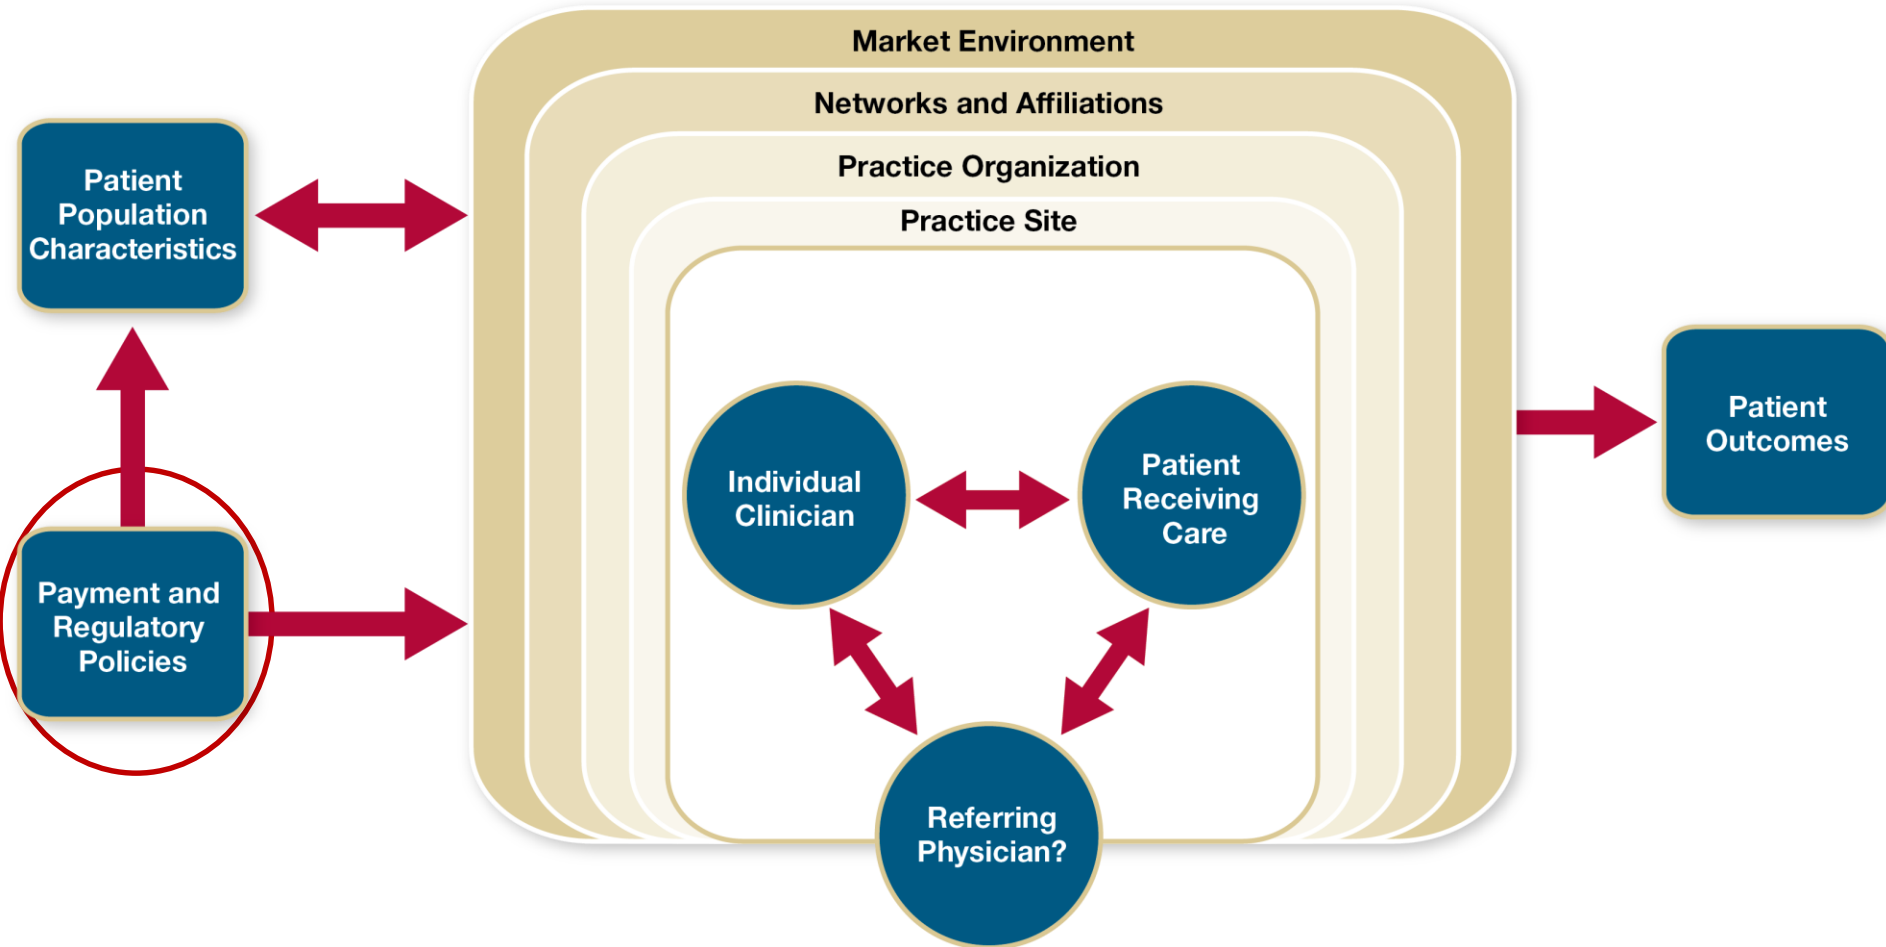 Market Environment
Networks and Affiliations
Practice Organization
Practice Site
Patient
Population
Characteristics
Payment and
Regulatory
Policies
Individual
Clinician
Patient
Receiving
Care
Referring
Physician?
Patient
Outcomes